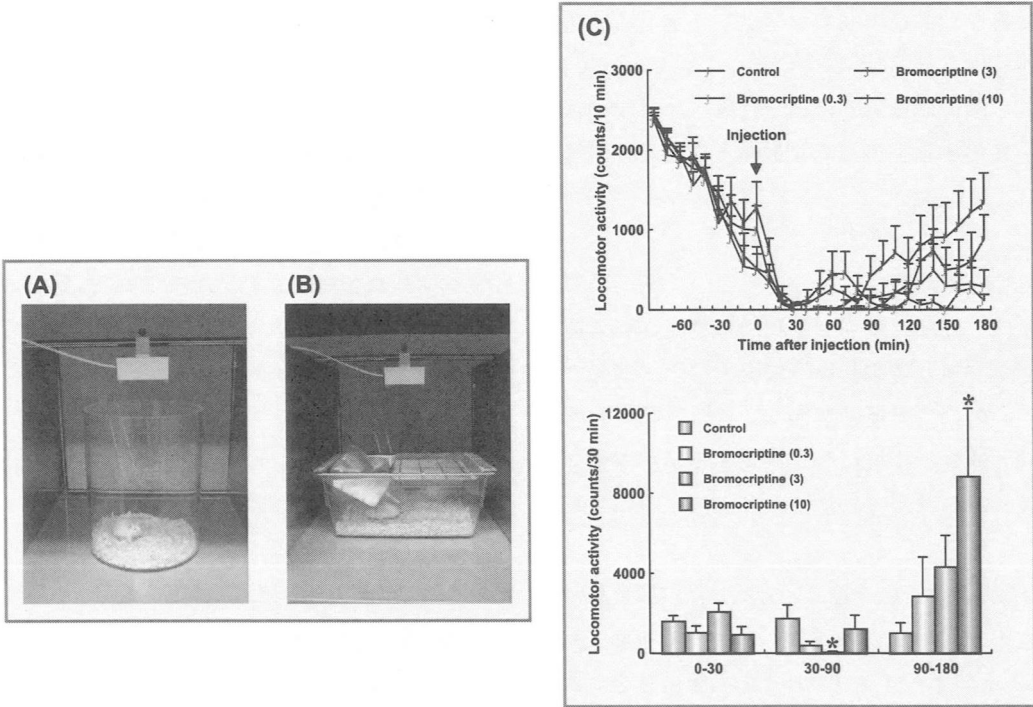 (A)
(B)
(C)
Locomotor activity (counts/10 min)
3000
2000
1000
0
Control
Bromocriptine (3)
Bromocriptine (0.3)
Bromocriptine (10)
Injection
-60 -30 0 30 60 90 120 150 180
Time after injection (min)
Locomotor activity (counts/30 min)
12000
8000
4000
0
Control
Bromocriptine (0.3)
Bromocriptine (3)
Bromocriptine (10)
*
*
0-30 30-90 90-180